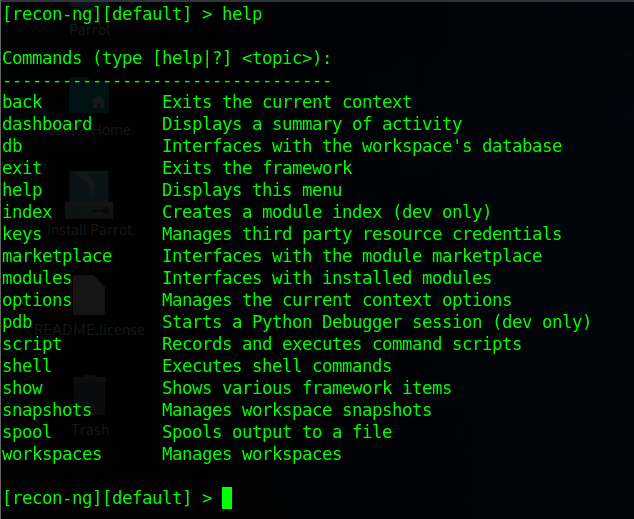 [recon-ng][default] > help
Parrot
Commands (type [help|?] <topic>):
---------------------------------
back            Exits the current context
dashboard       Displays a summary of activity
Home
db              Interfaces with the workspace's database
exit            Exits the framework
help            Displays this menu
index           Creates a module index (dev only)
Install Parrot
keys            Manages third party resource credentials
marketplace     Interfaces with the module marketplace
modules         Interfaces with installed modules
options         Manages the current context options
pdb             Starts a Python Debugger session (dev only)
README.license
script          Records and executes command scripts
shell           Executes shell commands
show            Shows various framework items
snapshots       Manages workspace snapshots
spool           Spools output to a file
Trash
workspaces      Manages workspaces
[recon-ng][default] >